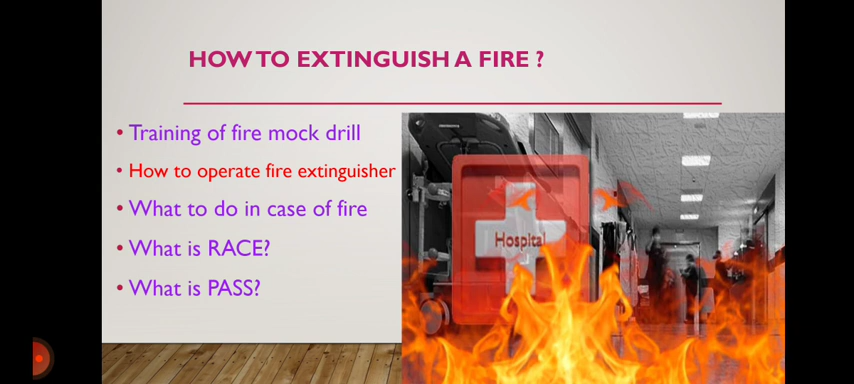 HOW TO EXTINGUISH A FIRE ?
• Training of fire mock drill
• How to operate fire extinguisher
• What to do in case of fire
• What is RACE?
• What is PASS?
Hospital